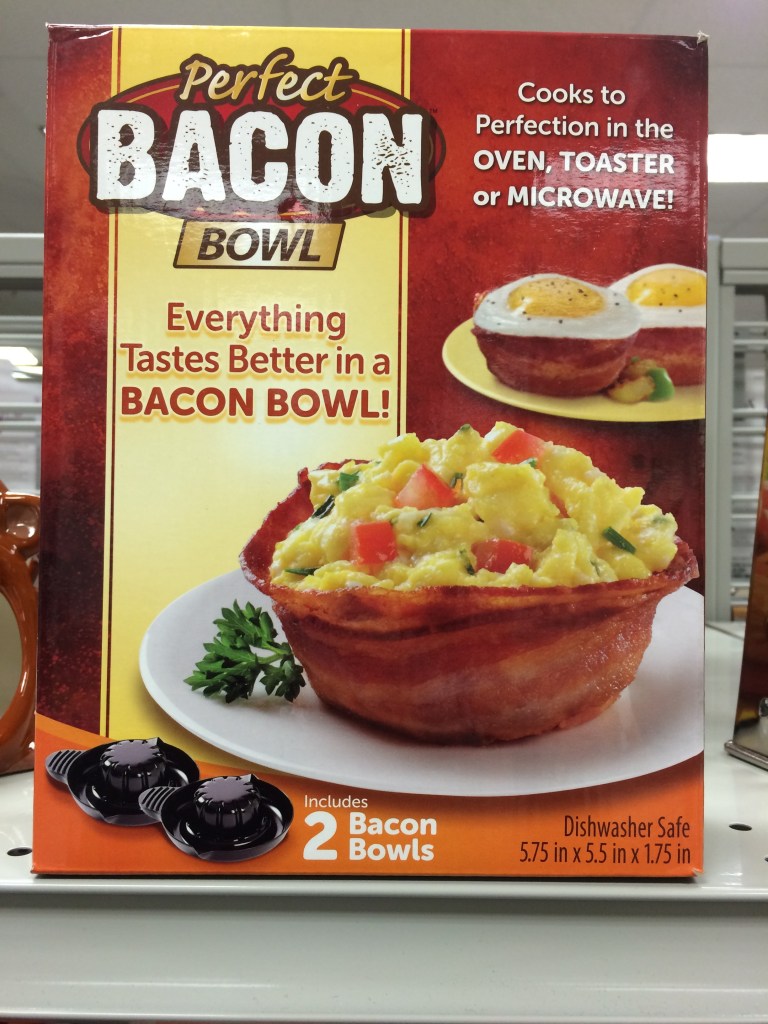 Perfect
BACON
BOWL
Cooks to
Perfection in the
OVEN, TOASTER
or MICROWAVE!
Everything
Tastes Better in a
BACON BOWL!
Includes
2 Bacon
Bowls
Dishwasher Safe
5.75 in x 5.5 in x 1.75 in